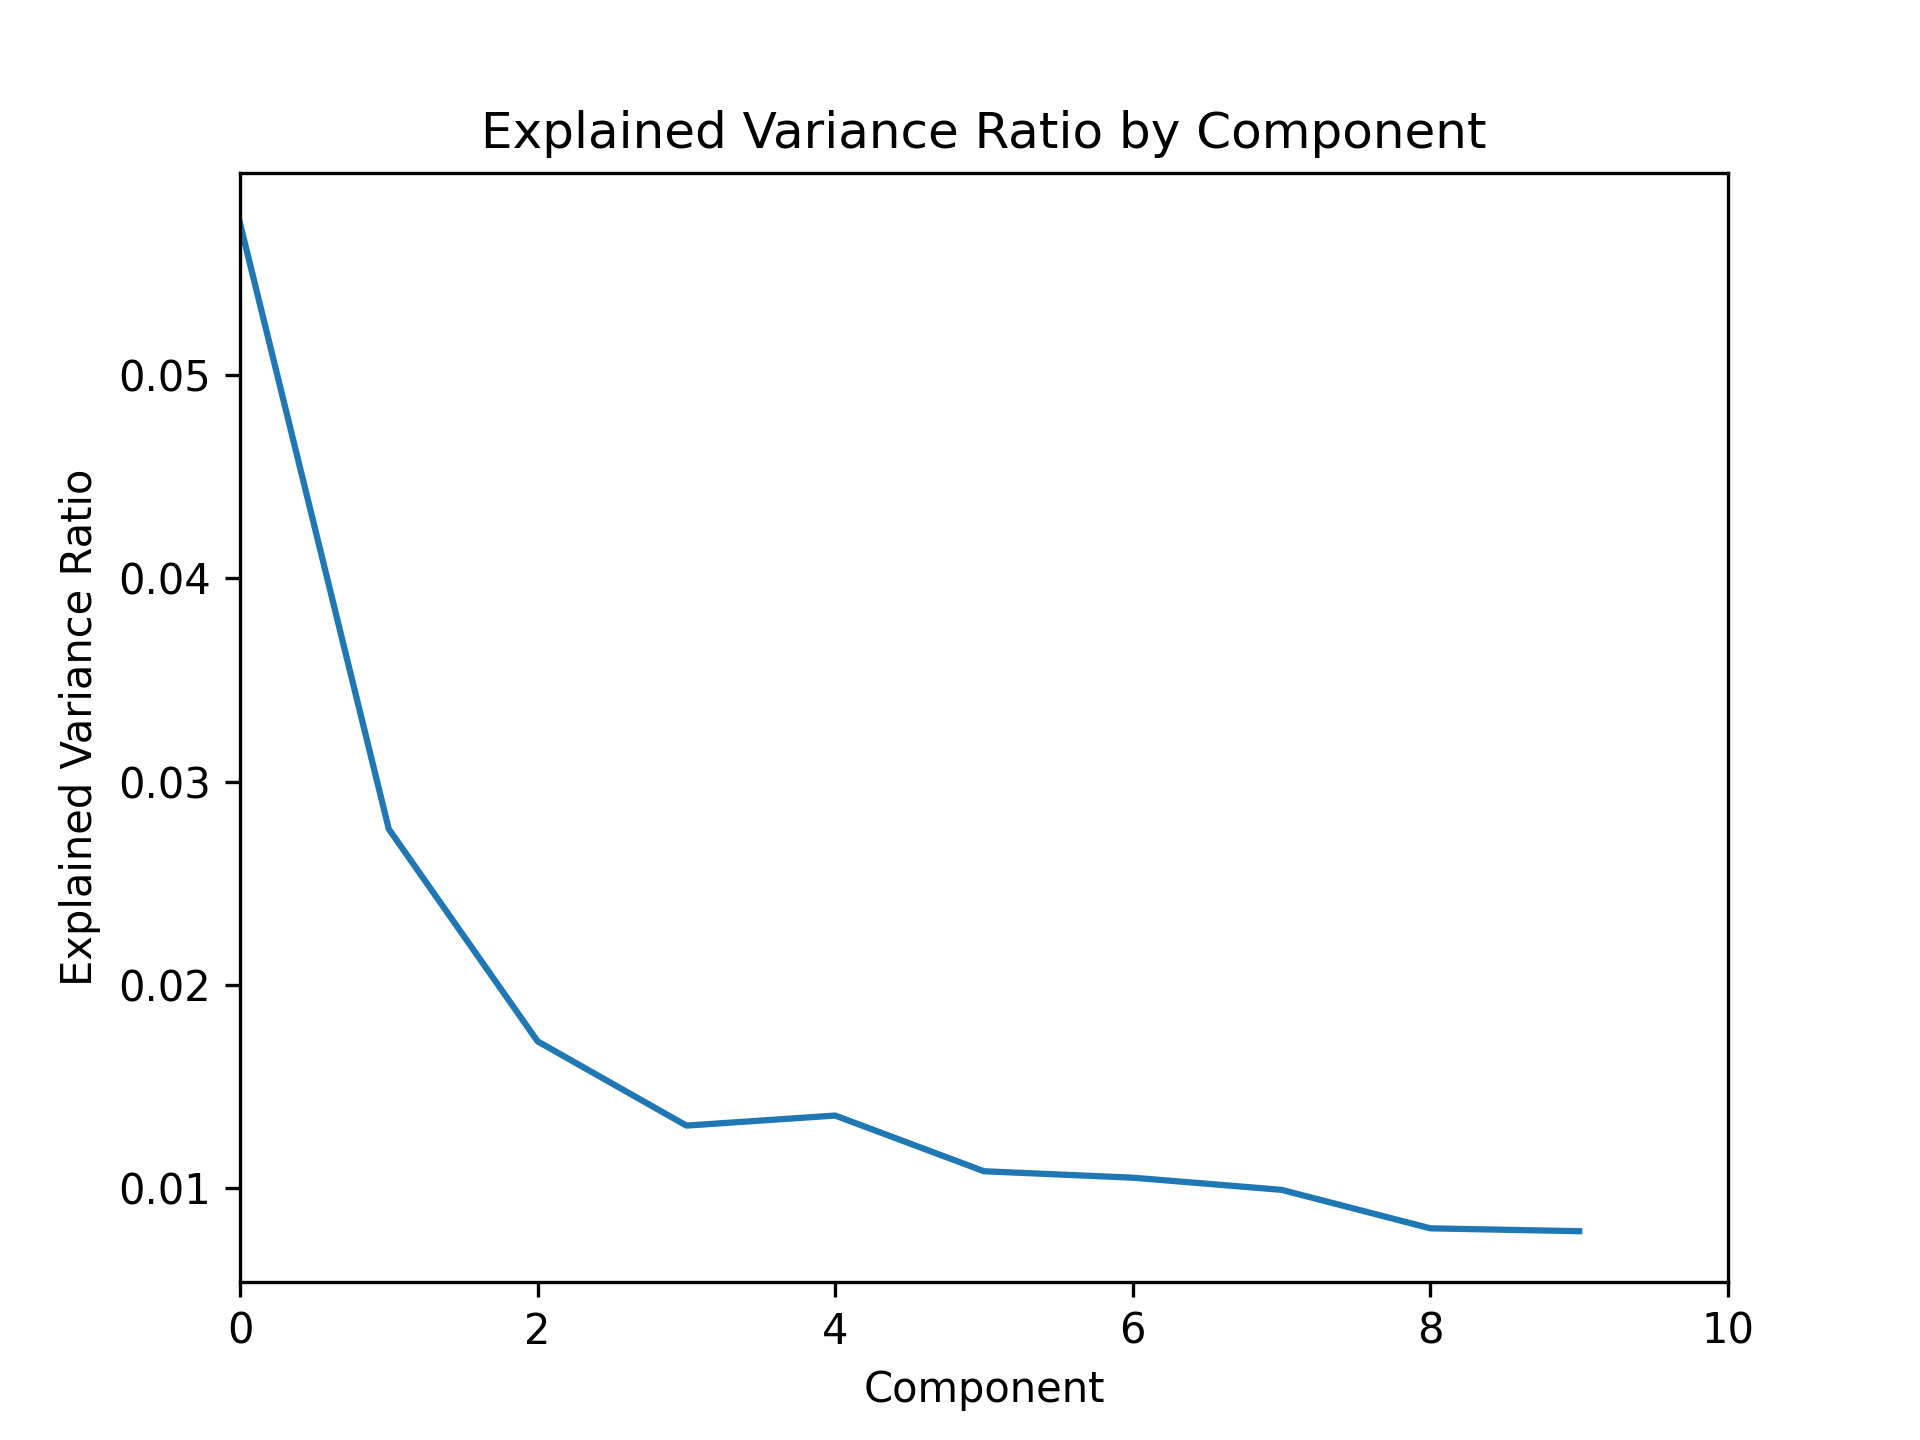 Explained Variance Ratio by Component
Explained Variance Ratio
0.05
0.04
0.03
0.02
0.01
0 2 4 6 8 10
Component